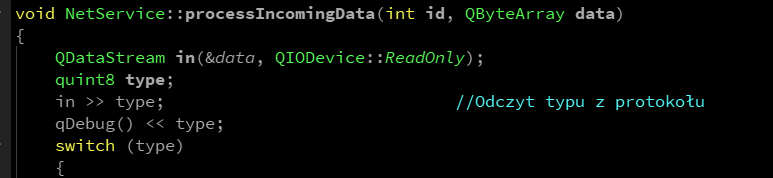 void NetService::processIncomingData(int id, QByteArray data)
{
QDataStream in(&data, QIODevice::ReadOnly);
quint8 type;
in >> type; //Odczyt typu z protokołu
qDebug() << type;
switch (type)
{